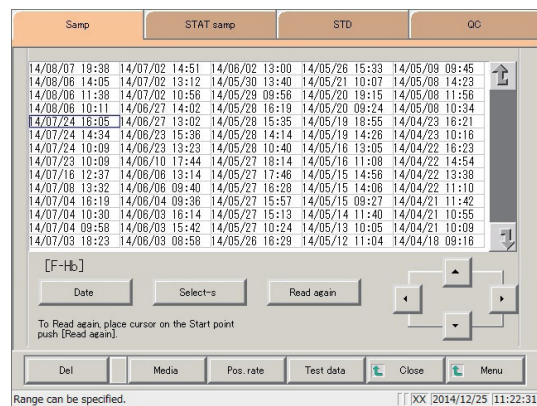 Samp STAT samp STD QC
14/08/07 19:38 14/07/02 14:51 14/06/02 13:00 14/05/26 15:33 14/05/09 09:45
14/08/06 14:05 14/07/02 13:12 14/05/30 13:40 14/05/21 10:07 14/05/08 14:23
14/08/06 11:38 14/07/02 10:56 14/05/29 09:56 14/05/20 19:15 14/05/08 11:56
14/08/06 10:11 14/06/27 14:02 14/05/28 16:19 14/05/20 09:24 14/05/08 10:34
14/07/24 16:05 14/06/27 13:02 14/05/28 15:35 14/05/19 18:55 14/04/23 16:21
14/07/24 14:34 14/06/23 15:36 14/05/28 14:14 14/05/19 14:26 14/04/23 10:16
14/07/24 10:09 14/06/23 13:23 14/05/28 10:40 14/05/16 13:05 14/04/22 16:23
14/07/23 10:09 14/06/10 17:44 14/05/27 18:14 14/05/16 11:08 14/04/22 14:54
14/07/16 12:37 14/06/06 13:14 14/05/27 17:46 14/05/15 14:56 14/04/22 13:38
14/07/08 13:32 14/06/06 09:40 14/05/27 16:28 14/05/15 14:06 14/04/22 11:10
14/07/04 16:19 14/06/04 09:36 14/05/27 15:57 14/05/15 09:27 14/04/21 11:42
14/07/04 10:30 14/06/03 16:14 14/05/27 15:13 14/05/14 11:40 14/04/21 10:55
14/07/04 09:58 14/06/03 15:42 14/05/27 10:24 14/05/13 10:05 14/04/21 10:09
14/07/03 18:23 14/06/03 08:58 14/05/26 16:29 14/05/12 11:04 14/04/18 09:16
[F-Hb]
Date Select-s Read again
To Read again, place cursor on the Start point
push [Read again].
Del Media Pos. rate Test data Close Menu
Range can be specified. XX 2014/12/25 11:22:31